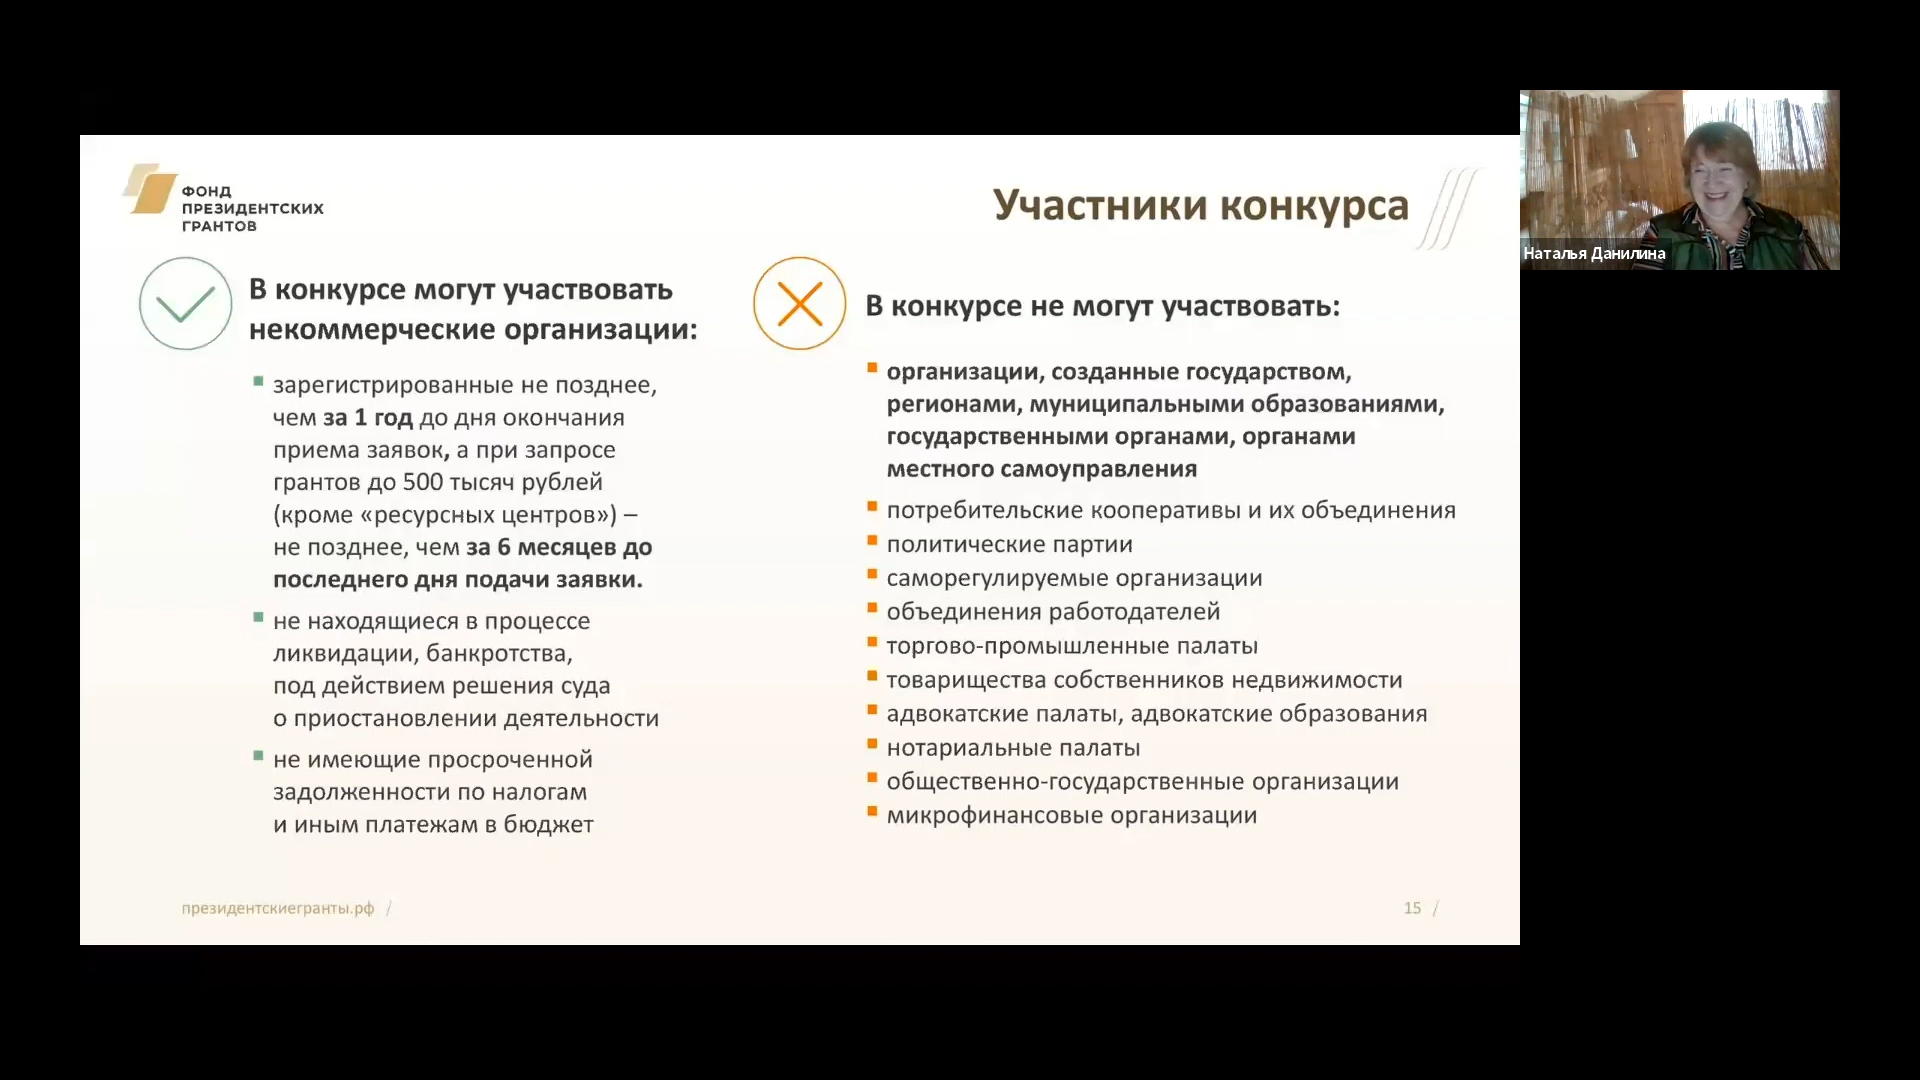 ФОНД
ПРЕЗИДЕНТСКИХ
ГРАНТОВ
Участники конкурса
В конкурсе могут участвовать
некоммерческие организации:
зарегистрированные не позднее,
чем за 1 год до дня окончания
приема заявок, а при запросе
грантов до 500 тысяч рублей
(кроме «ресурсных центров») –
не позднее, чем за 6 месяцев до
последнего дня подачи заявки.
не находящиеся в процессе
ликвидации, банкротства,
под действием решения суда
о приостановлении деятельности
не имеющие просроченной
задолженности по налогам
и иным платежам в бюджет
В конкурсе не могут участвовать:
организации, созданные государством,
регионами, муниципальными образованиями,
государственными органами, органами
местного самоуправления
потребительские кооперативы и их объединения
политические партии
саморегулируемые организации
объединения работодателей
торгово-промышленные палаты
товарищества собственников недвижимости
адвокатские палаты, адвокатские образования
нотариальные палаты
общественно-государственные организации
микрофинансовые организации
президентскиегранты.рф /
15 /
Наталья Данилина